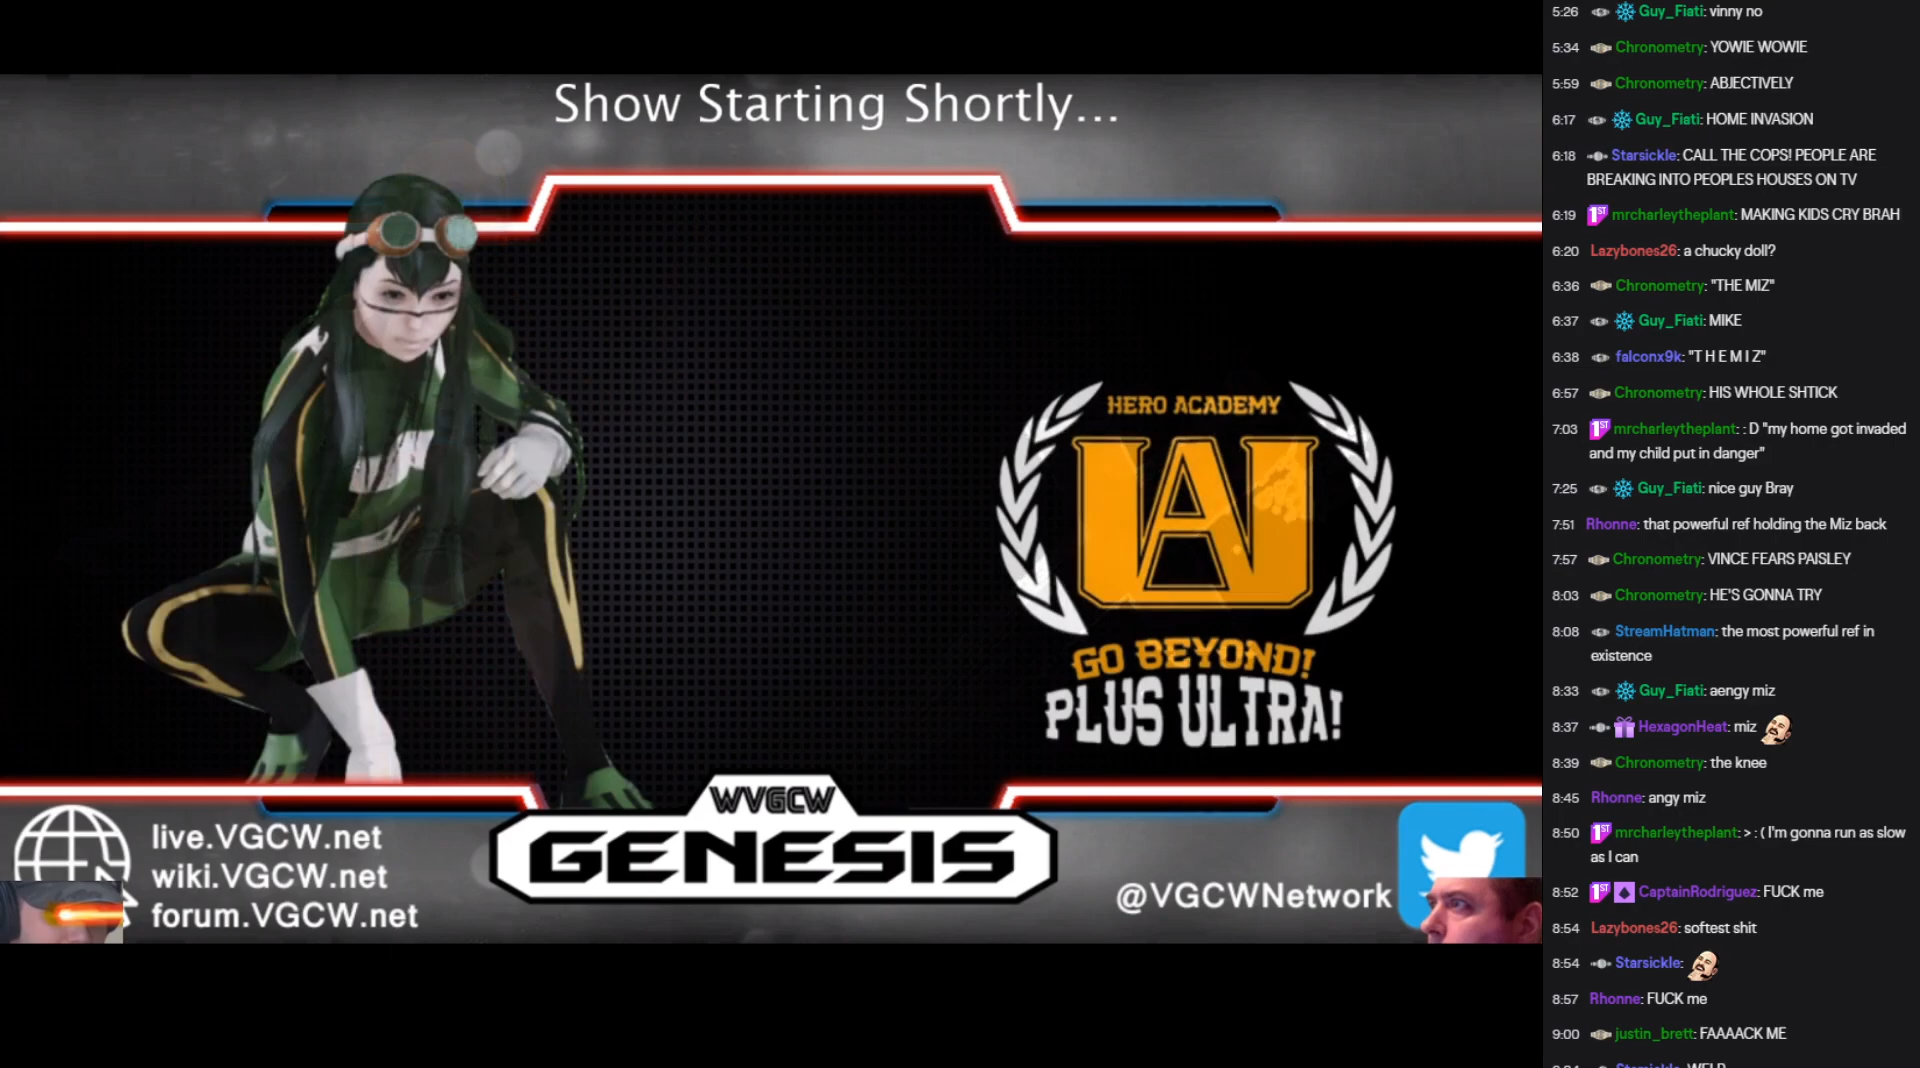 Show Starting Shortly...
HERO ACADEMY
UA
GO BEYOND!
PLUS ULTRA!
WVGCW
GENESIS
live.VGCW.net
wiki.VGCW.net
forum.VGCW.net
@VGCWNetwork
5:26 Guy_Fiati: vinny no
5:34 Chronometry: YOWIE WOWIE
5:59 Chronometry: ABJECTIVELY
6:17 Guy_Fiati: HOME INVASION
6:18 Starsickle: CALL THE COPS! PEOPLE ARE
BREAKING INTO PEOPLES HOUSES ON TV
6:19 1ST mrcharleytheplant: MAKING KIDS CRY BRAH
6:20 Lazybones26: a chucky doll?
6:36 Chronometry: "THE MIZ"
6:37 Guy_Fiati: MIKE
6:38 falconx9k: "T H E M I Z"
6:57 Chronometry: HIS WHOLE SHTICK
7:03 1ST mrcharleytheplant: : D "my home got invaded
and my child put in danger"
7:25 Guy_Fiati: nice guy Bray
7:51 Rhonne: that powerful ref holding the Miz back
7:57 Chronometry: VINCE FEARS PAISLEY
8:03 Chronometry: HE'S GONNA TRY
8:08 StreamHatman: the most powerful ref in
existence
8:33 Guy_Fiati: aengy miz
8:37 HexagonHeat: miz
8:39 Chronometry: the knee
8:45 Rhonne: angy miz
8:50 1ST mrcharleytheplant: > : ( I'm gonna run as slow
as I can
8:52 1ST CaptainRodriguez: FUCK me
8:54 Lazybones26: softest shit
8:54 Starsickle:
8:57 Rhonne: FUCK me
9:00 justin_brett: FAAAACK ME